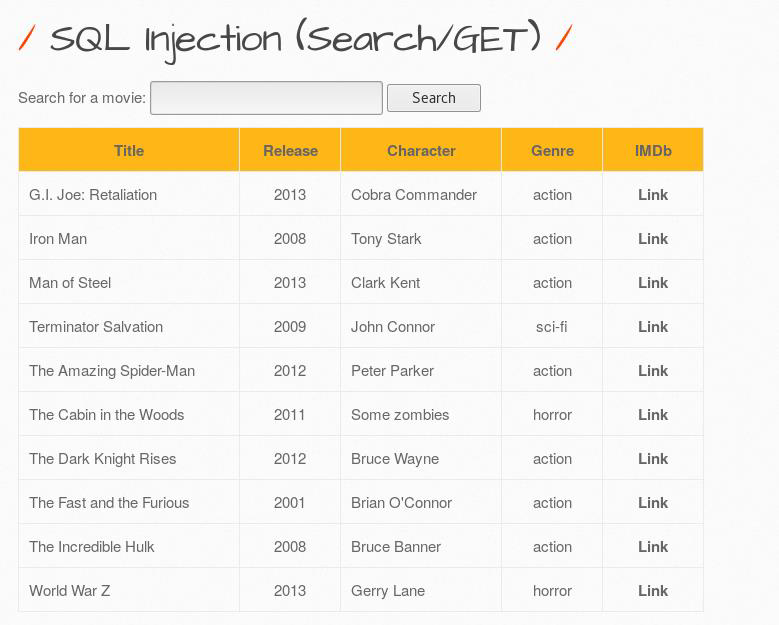 / SQL Injection (Search/GET) /
Search for a movie: Search
Title Release Character Genre IMDb
G.I. Joe: Retaliation 2013 Cobra Commander action Link
Iron Man 2008 Tony Stark action Link
Man of Steel 2013 Clark Kent action Link
Terminator Salvation 2009 John Connor sci-fi Link
The Amazing Spider-Man 2012 Peter Parker action Link
The Cabin in the Woods 2011 Some zombies horror Link
The Dark Knight Rises 2012 Bruce Wayne action Link
The Fast and the Furious 2001 Brian O'Connor action Link
The Incredible Hulk 2008 Bruce Banner action Link
World War Z 2013 Gerry Lane horror Link